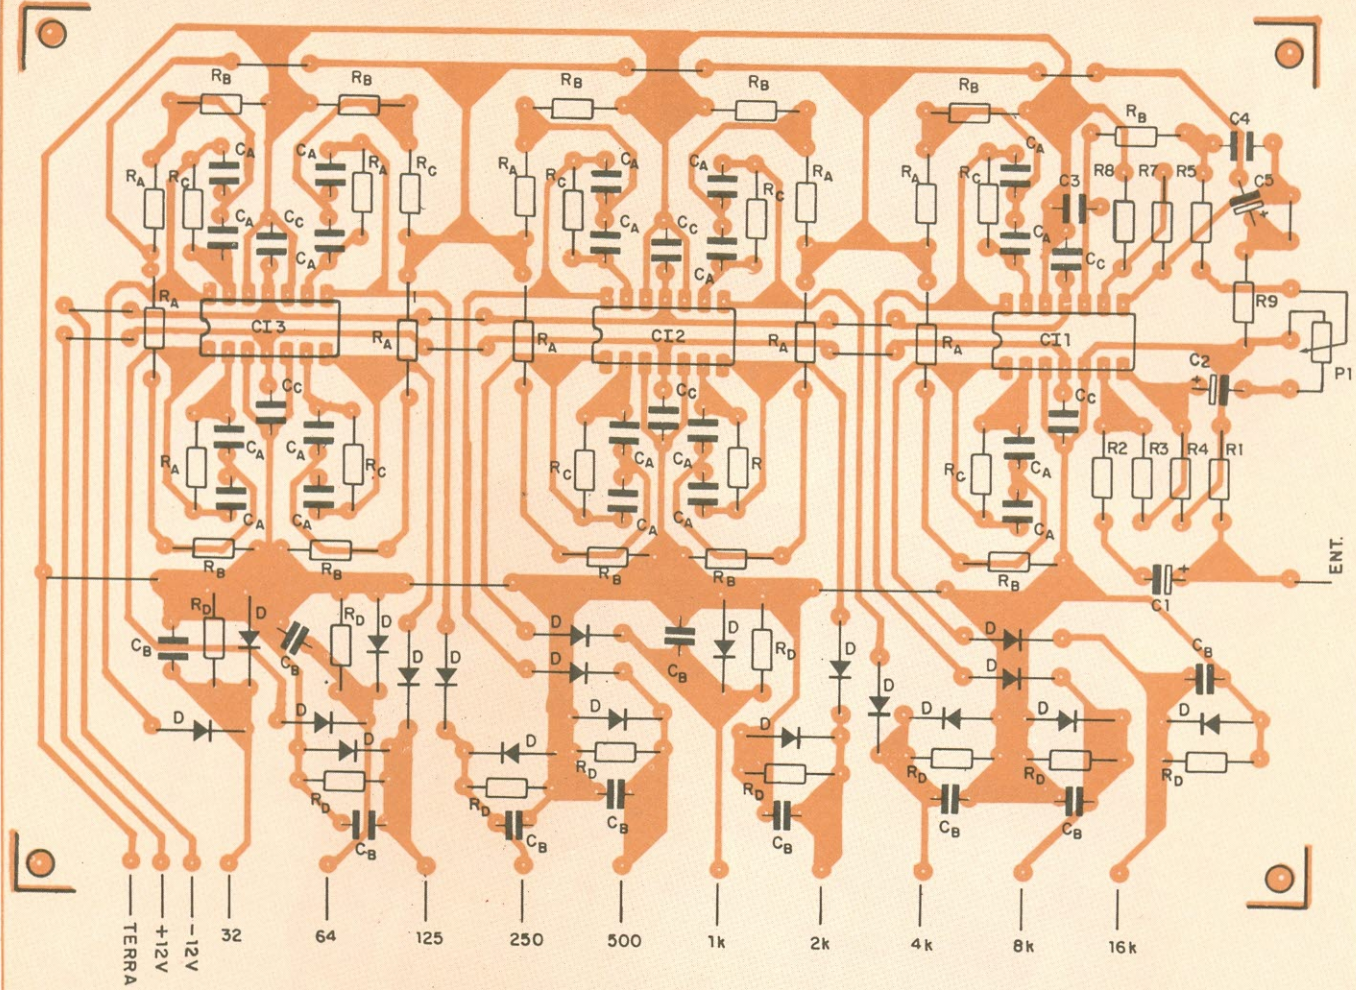 RB RB RB RB RB RB C4
RA RC CA CA RA RC RA RC CA CA RC RA RA RC CA C3 R8 R7 R5 C5
CA CC CA CA CC CA CA CC
RA CI3 RA RA CI2 RA RA CI1 R9
C2 P1
CC CC CC
RA CA CA RC RC CA CA R RC CA R2 R3 R4 R1
CA CA CA CA CA
RB RB RB RB RB ENT.
C1
RD D RD D D D RD D
CB CB D D D CB D D D CB
D D D D D D D D
D RD D
RD RD RD RD RD RD
CB CB CB CB CB CB
TERRA
+12V
-12V
32
64
125
250
500
1k
2k
4k
8k
16k